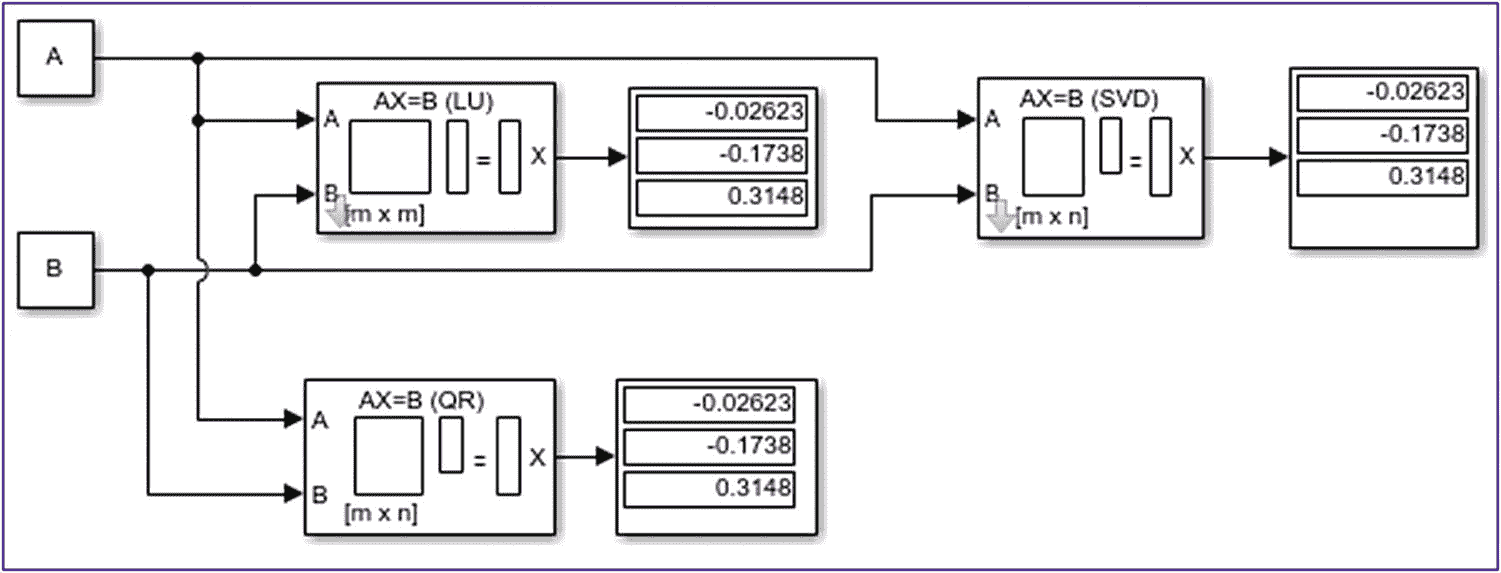 A
AX=B (LU)
A
B
=
X
[m x m]
-0.02623
-0.1738
0.3148
AX=B (SVD)
A
B
=
X
[m x n]
-0.02623
-0.1738
0.3148
B
AX=B (QR)
A
B
=
X
[m x n]
-0.02623
-0.1738
0.3148